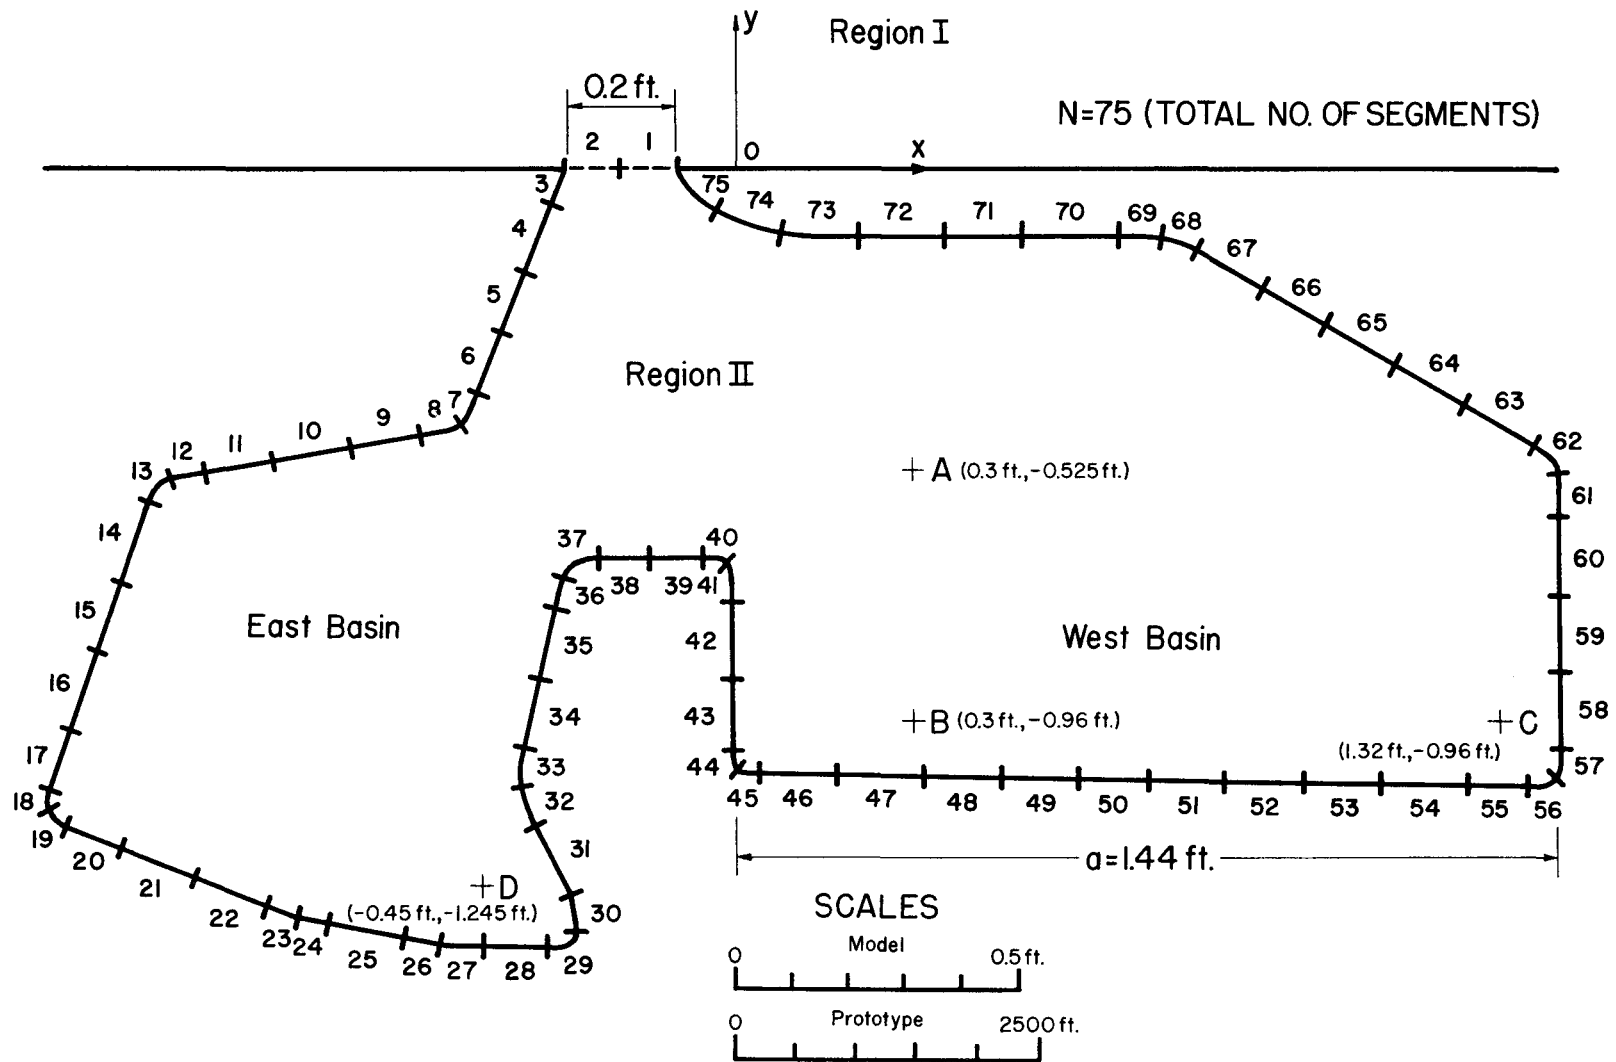 y
Region I
0.2 ft.
N=75 (TOTAL NO. OF SEGMENTS)
2 1
0
x
3
75
74 73 72 71 70 69 68
67
4
5
66
65
6
64
Region II
7
8
9
10
11
12
13
63
62
A (0.3 ft., -0.525 ft.)
61
14
37
40
60
36 38 39 41
15
East Basin
35
42
West Basin
59
16
34
43
B (0.3 ft., -0.96 ft.)
C
58
(1.32 ft., -0.96 ft.)
17
33
44
57
18
32
45 46 47 48 49 50 51 52 53 54 55 56
19
20
31
a=1.44 ft.
21
D
22
(-0.45 ft., -1.245 ft.)
SCALES
30
23 24
25 26 27 28 29
Model
0 0.5 ft.
Prototype
0 2500 ft.